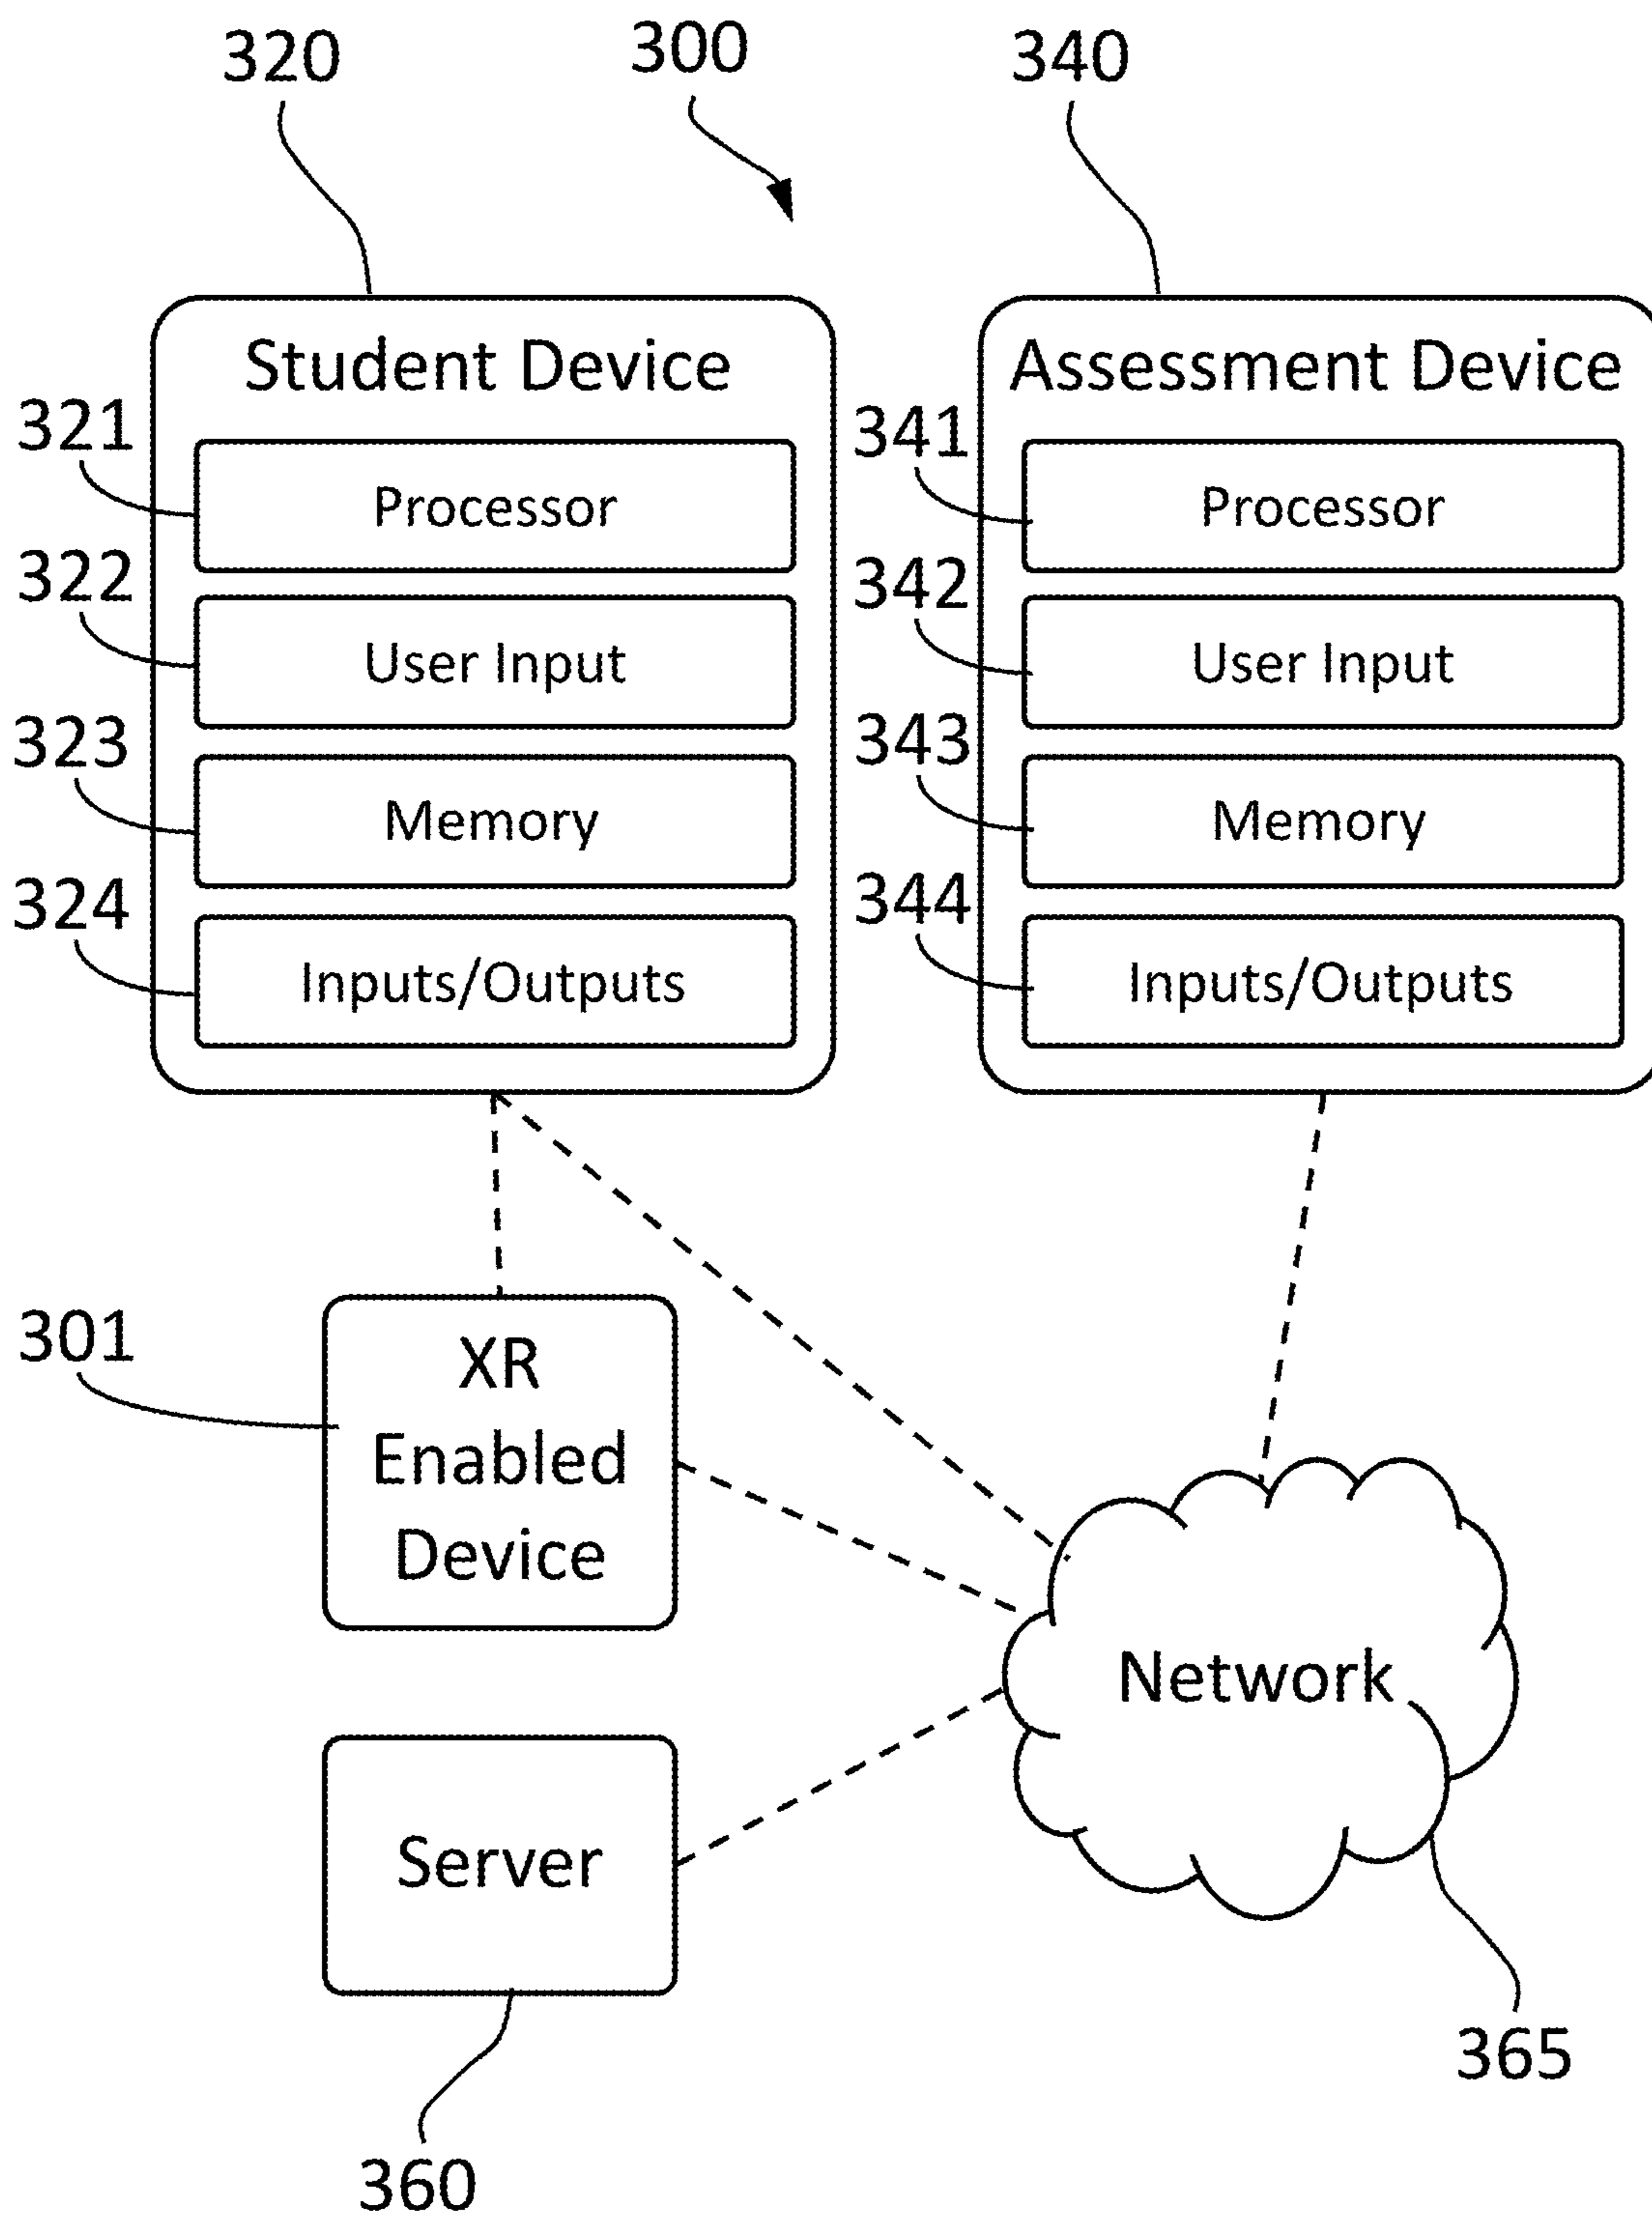 320
300
340
Student Device
Assessment Device
321
341
Processor
Processor
322
342
User Input
User Input
323
343
Memory
Memory
324
344
Inputs/Outputs
Inputs/Outputs
301
XR
Enabled
Device
Network
Server
365
360